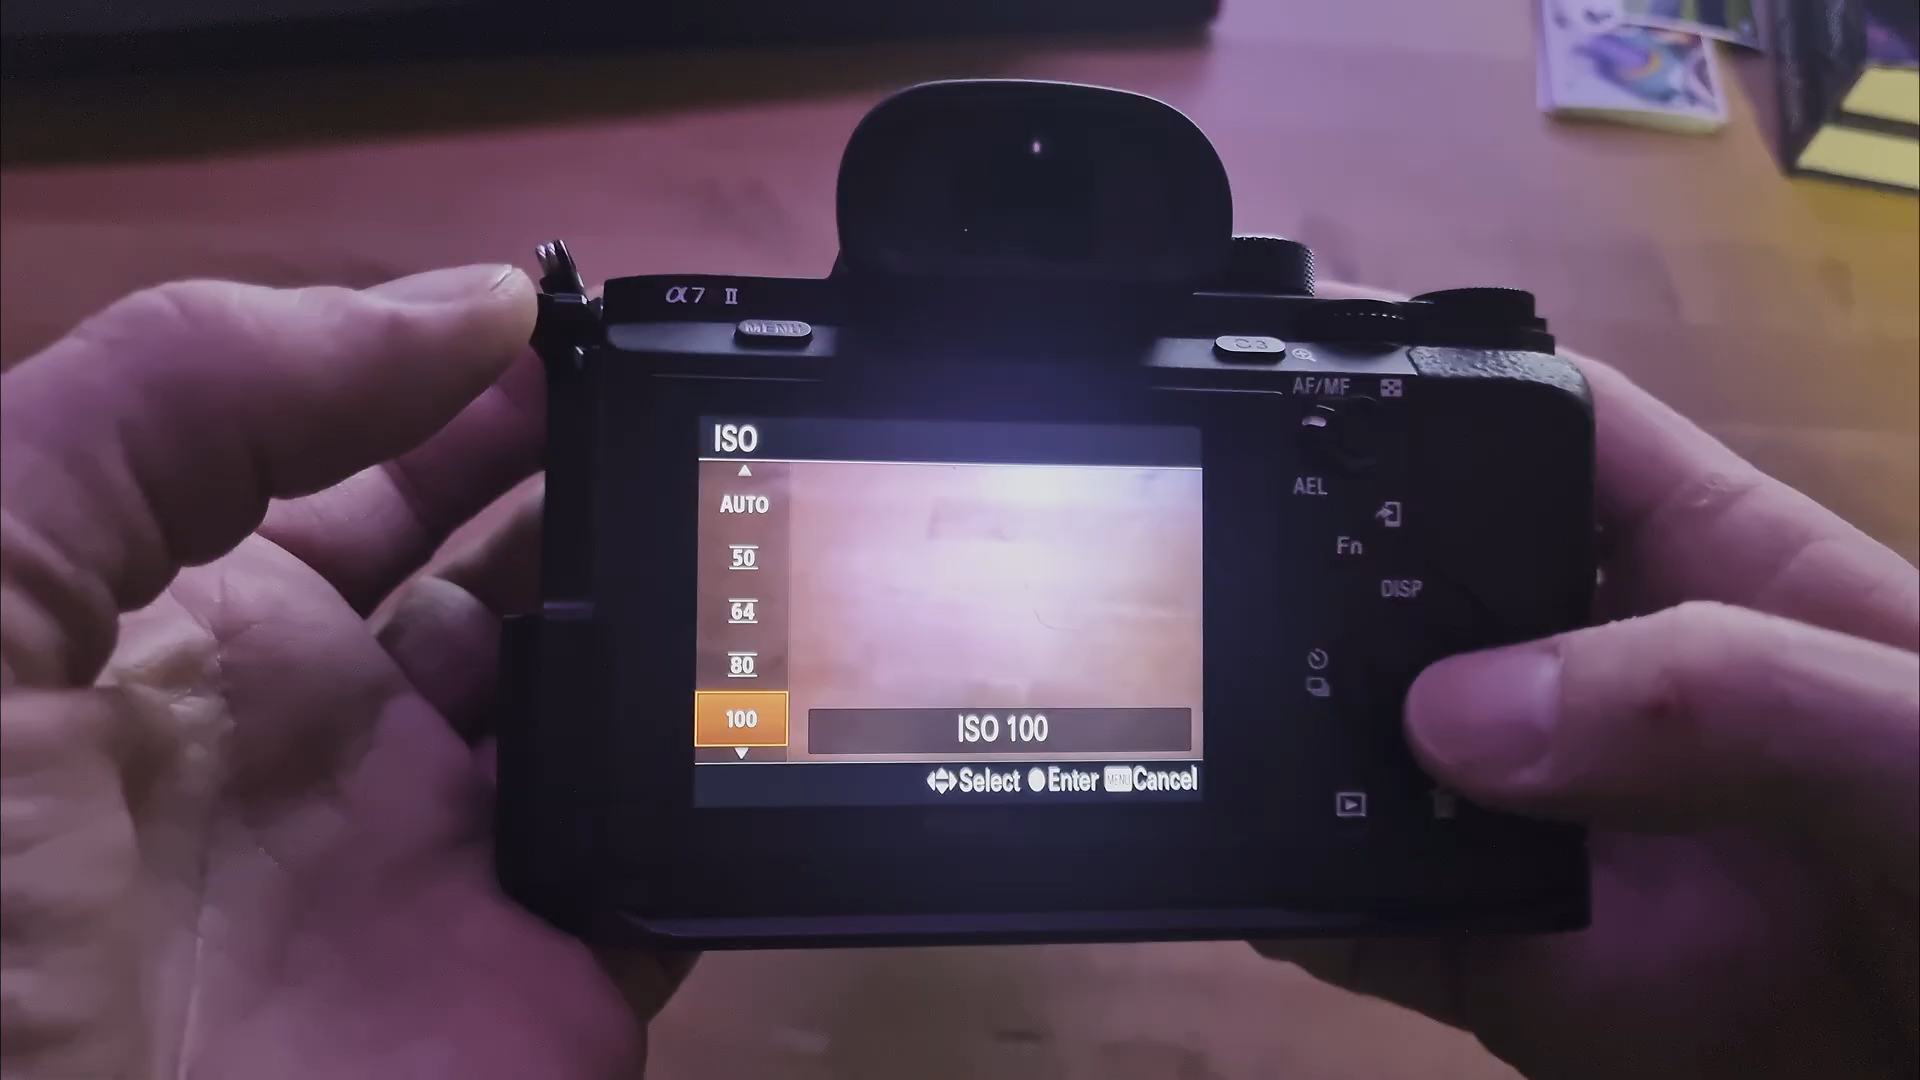 α7 II
MENU
C3
AF/MF
ISO
AUTO
AEL
50
Fn
64
DISP
80
100
ISO 100
Select Enter MENU Cancel